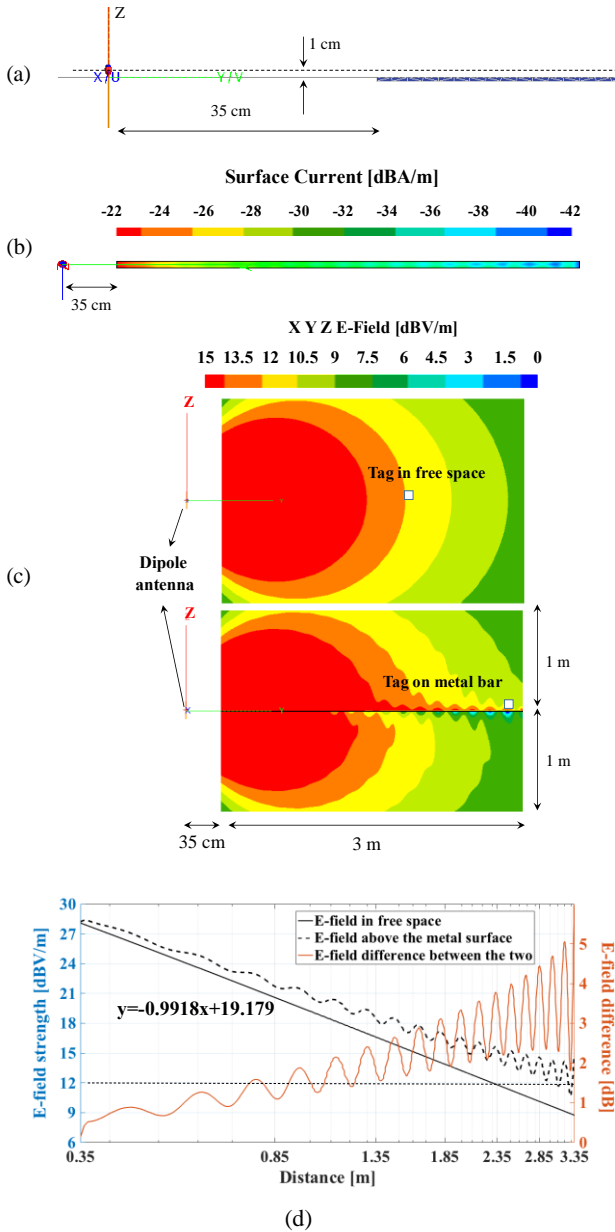 Z
1 cm
(a)
X/U
Y/V
35 cm
Surface Current [dBA/m]
-22 -24 -26 -28 -30 -32 -34 -36 -38 -40 -42
(b)
35 cm
X Y Z E-Field [dBV/m]
15 13.5 12 10.5 9 7.5 6 4.5 3 1.5 0
Z
Tag in free space
(c)
Dipole
antenna
Z
Tag on metal bar
1 m
X
Y
1 m
35 cm
3 m
E-field strength [dBV/m]
30
27
24
21
18
15
12
9
6
E-field in free space
E-field above the metal surface
E-field difference between the two
y=-0.9918x+19.179
5
4
3
2
1
0
E-field difference [dB]
0.35 0.85 1.35 1.85 2.35 2.85 3.35
Distance [m]
(d)